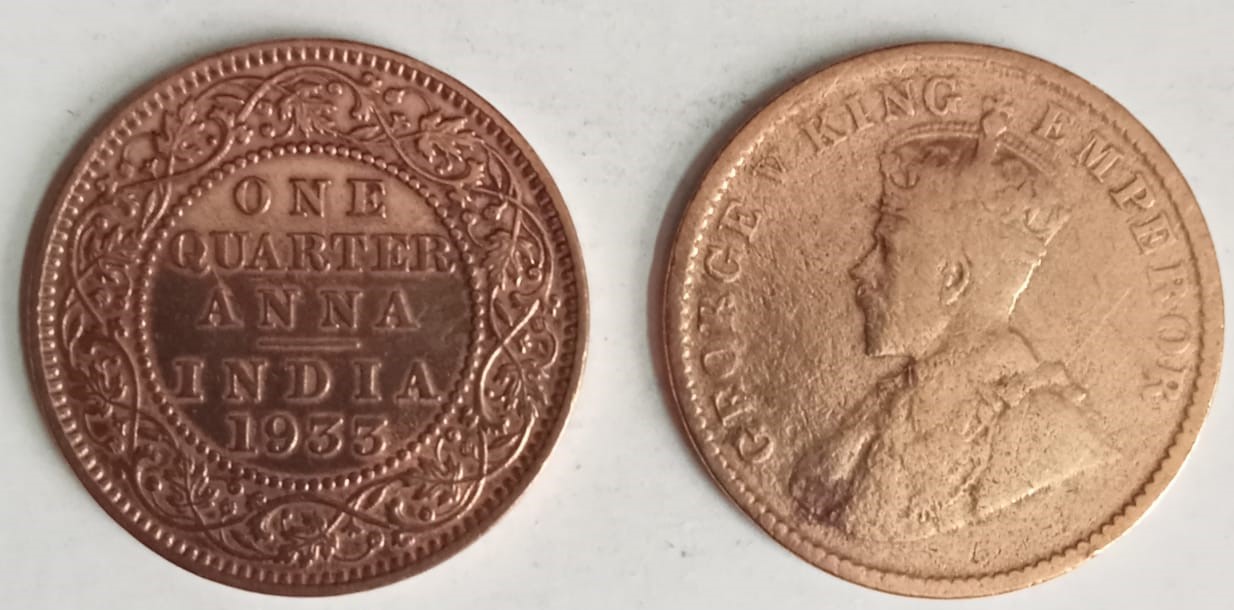 ONE
QUARTER
ANNA
INDIA
1933
GEORGE V KING EMPEROR